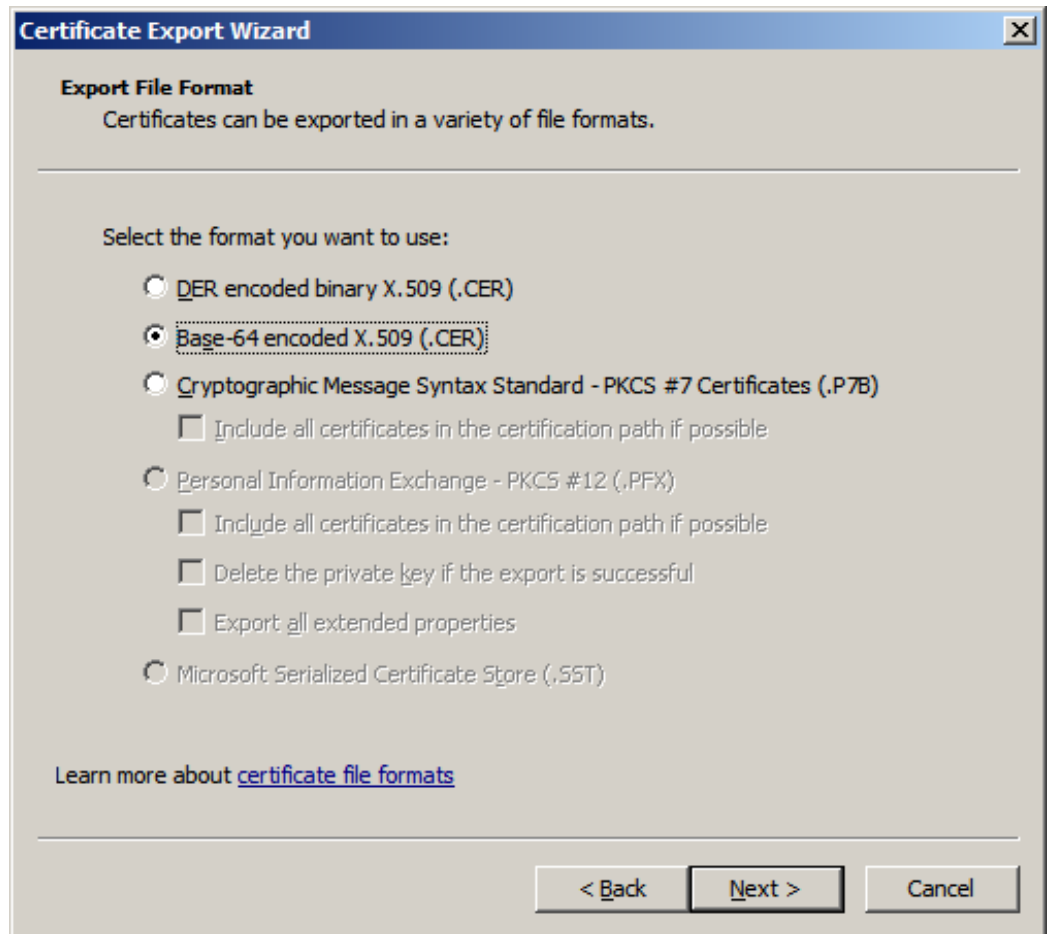 Certificate Export Wizard
Export File Format
Certificates can be exported in a variety of file formats.
Select the format you want to use:
DER encoded binary X.509 (.CER)
Base-64 encoded X.509 (.CER)
Cryptographic Message Syntax Standard - PKCS #7 Certificates (.P7B)
Include all certificates in the certification path if possible
Personal Information Exchange - PKCS #12 (.PFX)
Include all certificates in the certification path if possible
Delete the private key if the export is successful
Export all extended properties
Microsoft Serialized Certificate Store (.SST)
Learn more about certificate file formats
< Back Next > Cancel